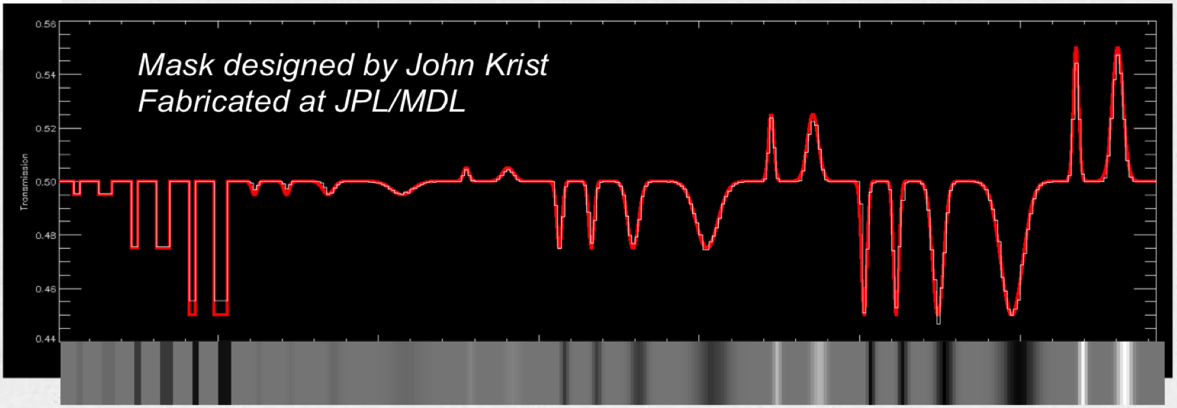 0.56
Mask designed by John Krist
0.54
Fabricated at JPL/MDL
0.52
0.50
Transmission
0.48
0.46
0.44